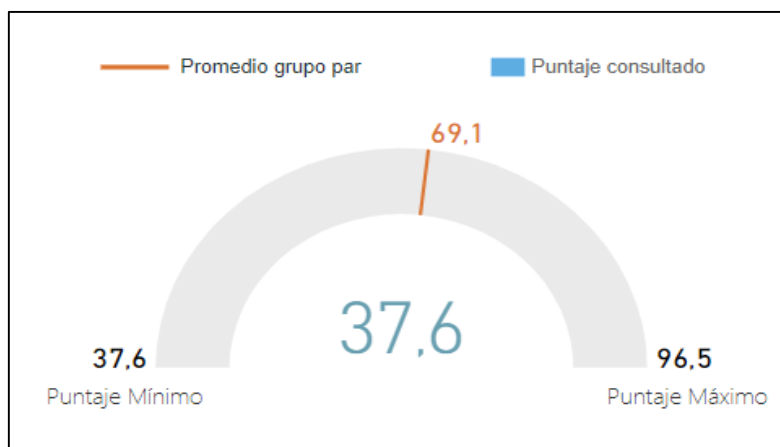 Promedio grupo par
Puntaje consultado
69,1
37,6
37,6
Puntaje Mínimo
96,5
Puntaje Máximo